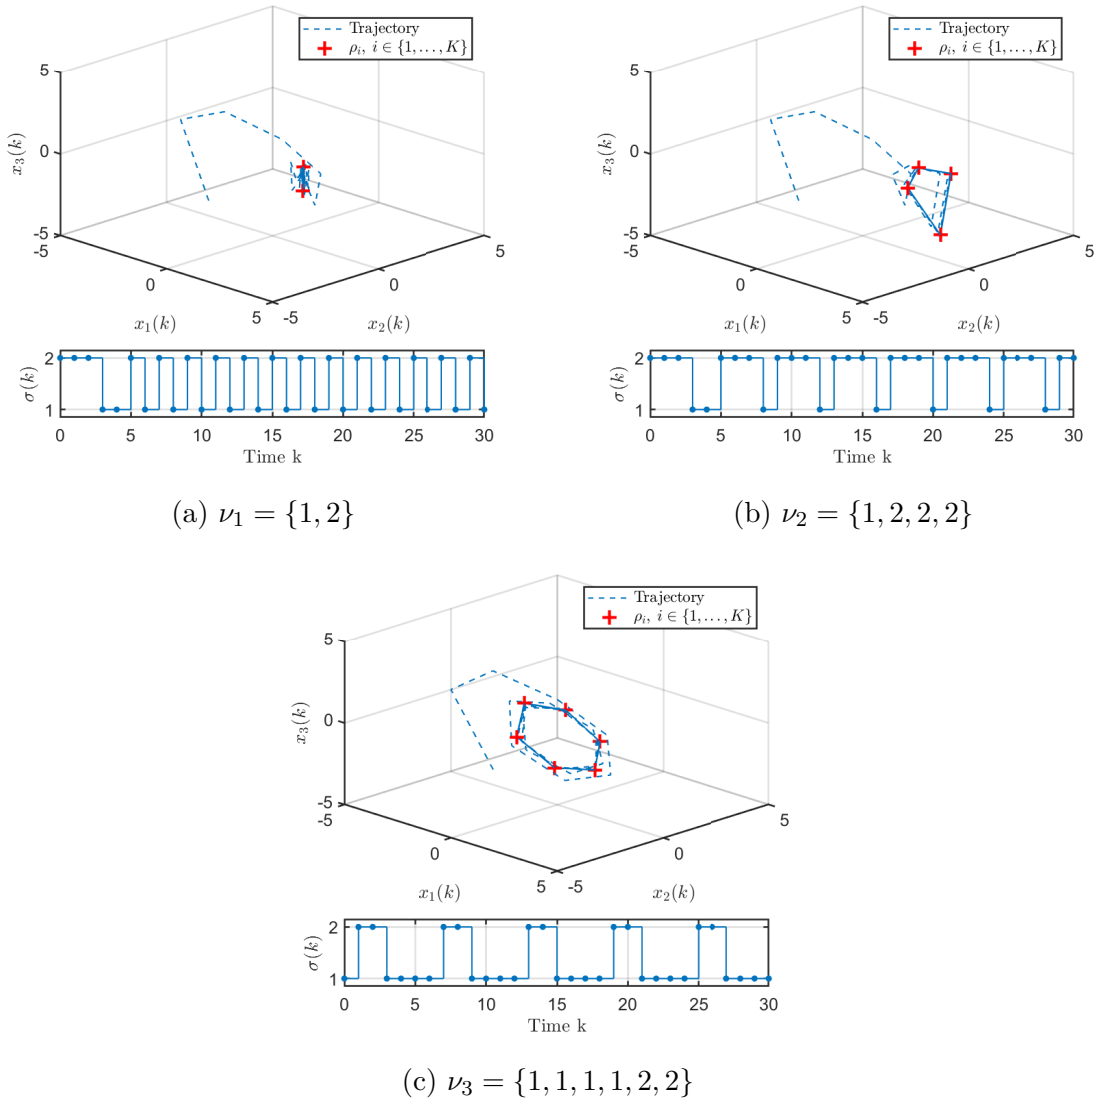 Trajectory
ρᵢ, i ∈ {1, …, K}
5
0
-5
x₃(k)
-5
0
5
x₁(k)
-5
0
5
x₂(k)
2
1
σ(k)
0 5 10 15 20 25 30
Time k
(a) ν₁ = {1, 2}
Trajectory
ρᵢ, i ∈ {1, …, K}
5
0
-5
x₃(k)
-5
0
5
x₁(k)
-5
0
5
x₂(k)
2
1
σ(k)
0 5 10 15 20 25 30
Time k
(b) ν₂ = {1, 2, 2, 2}
Trajectory
ρᵢ, i ∈ {1, …, K}
5
0
-5
x₃(k)
-5
0
5
x₁(k)
-5
0
5
x₂(k)
2
1
σ(k)
0 5 10 15 20 25 30
Time k
(c) ν₃ = {1, 1, 1, 1, 2, 2}